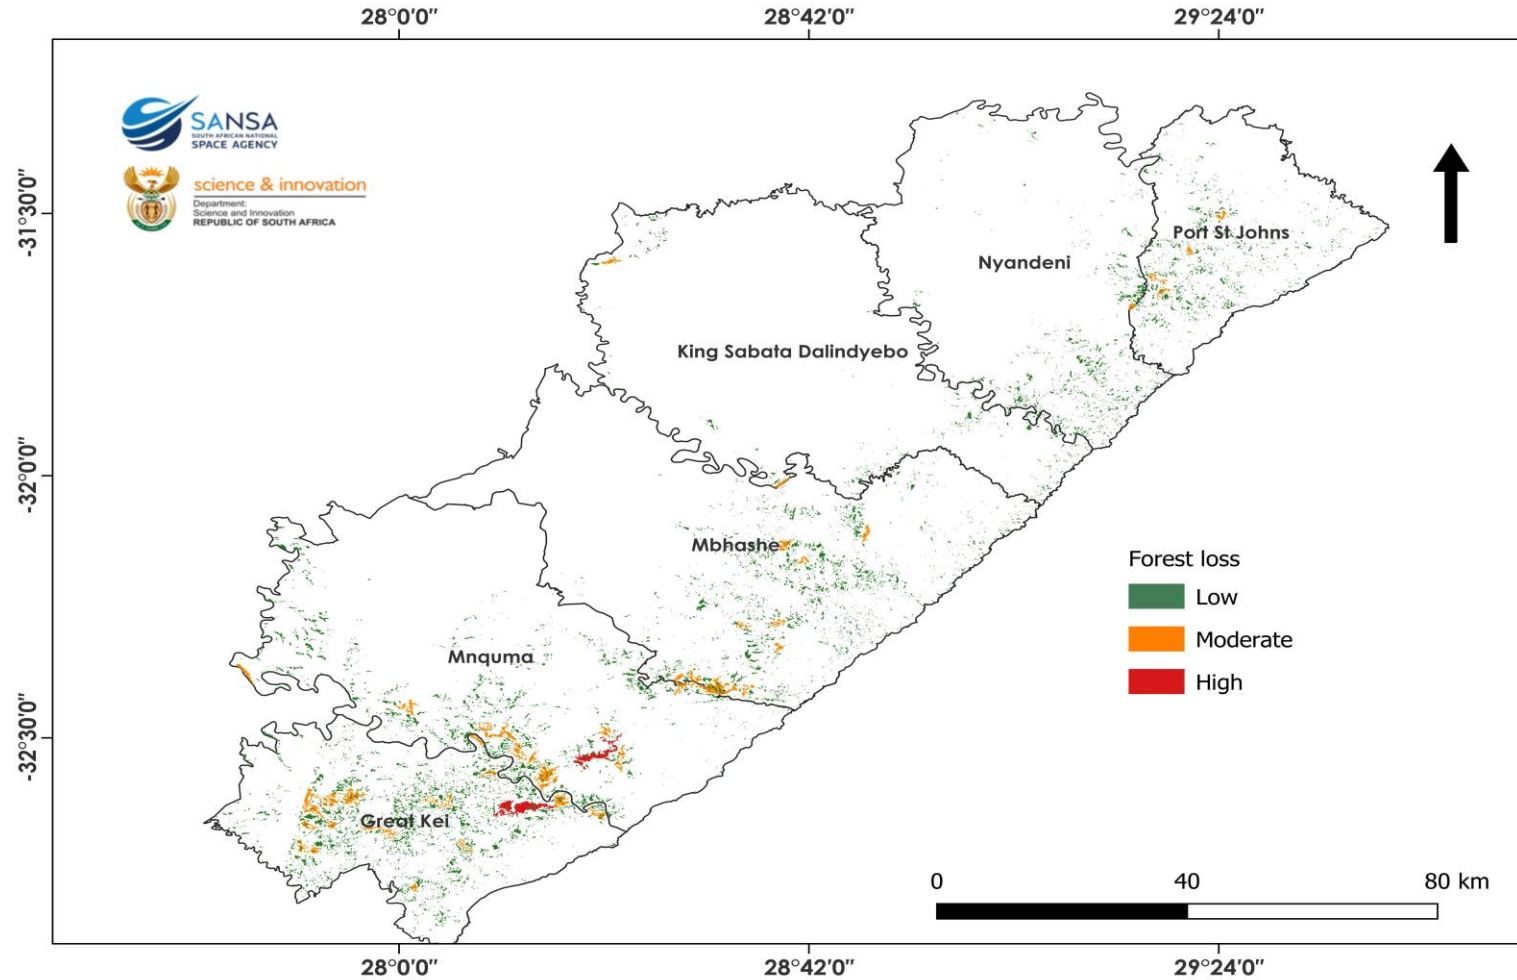 28°0'0" 28°42'0" 29°24'0"
SANSA
SOUTH AFRICAN NATIONAL
SPACE AGENCY
science & innovation
Department:
Science and Innovation
REPUBLIC OF SOUTH AFRICA
-31°30'0"
Port St Johns
Nyandeni
King Sabata Dalindyebo
-32°0'0"
Mbhashe
Forest loss
Low
Moderate
High
Mnquma
-32°30'0"
Great Kei
0 40 80 km
28°0'0" 28°42'0" 29°24'0"